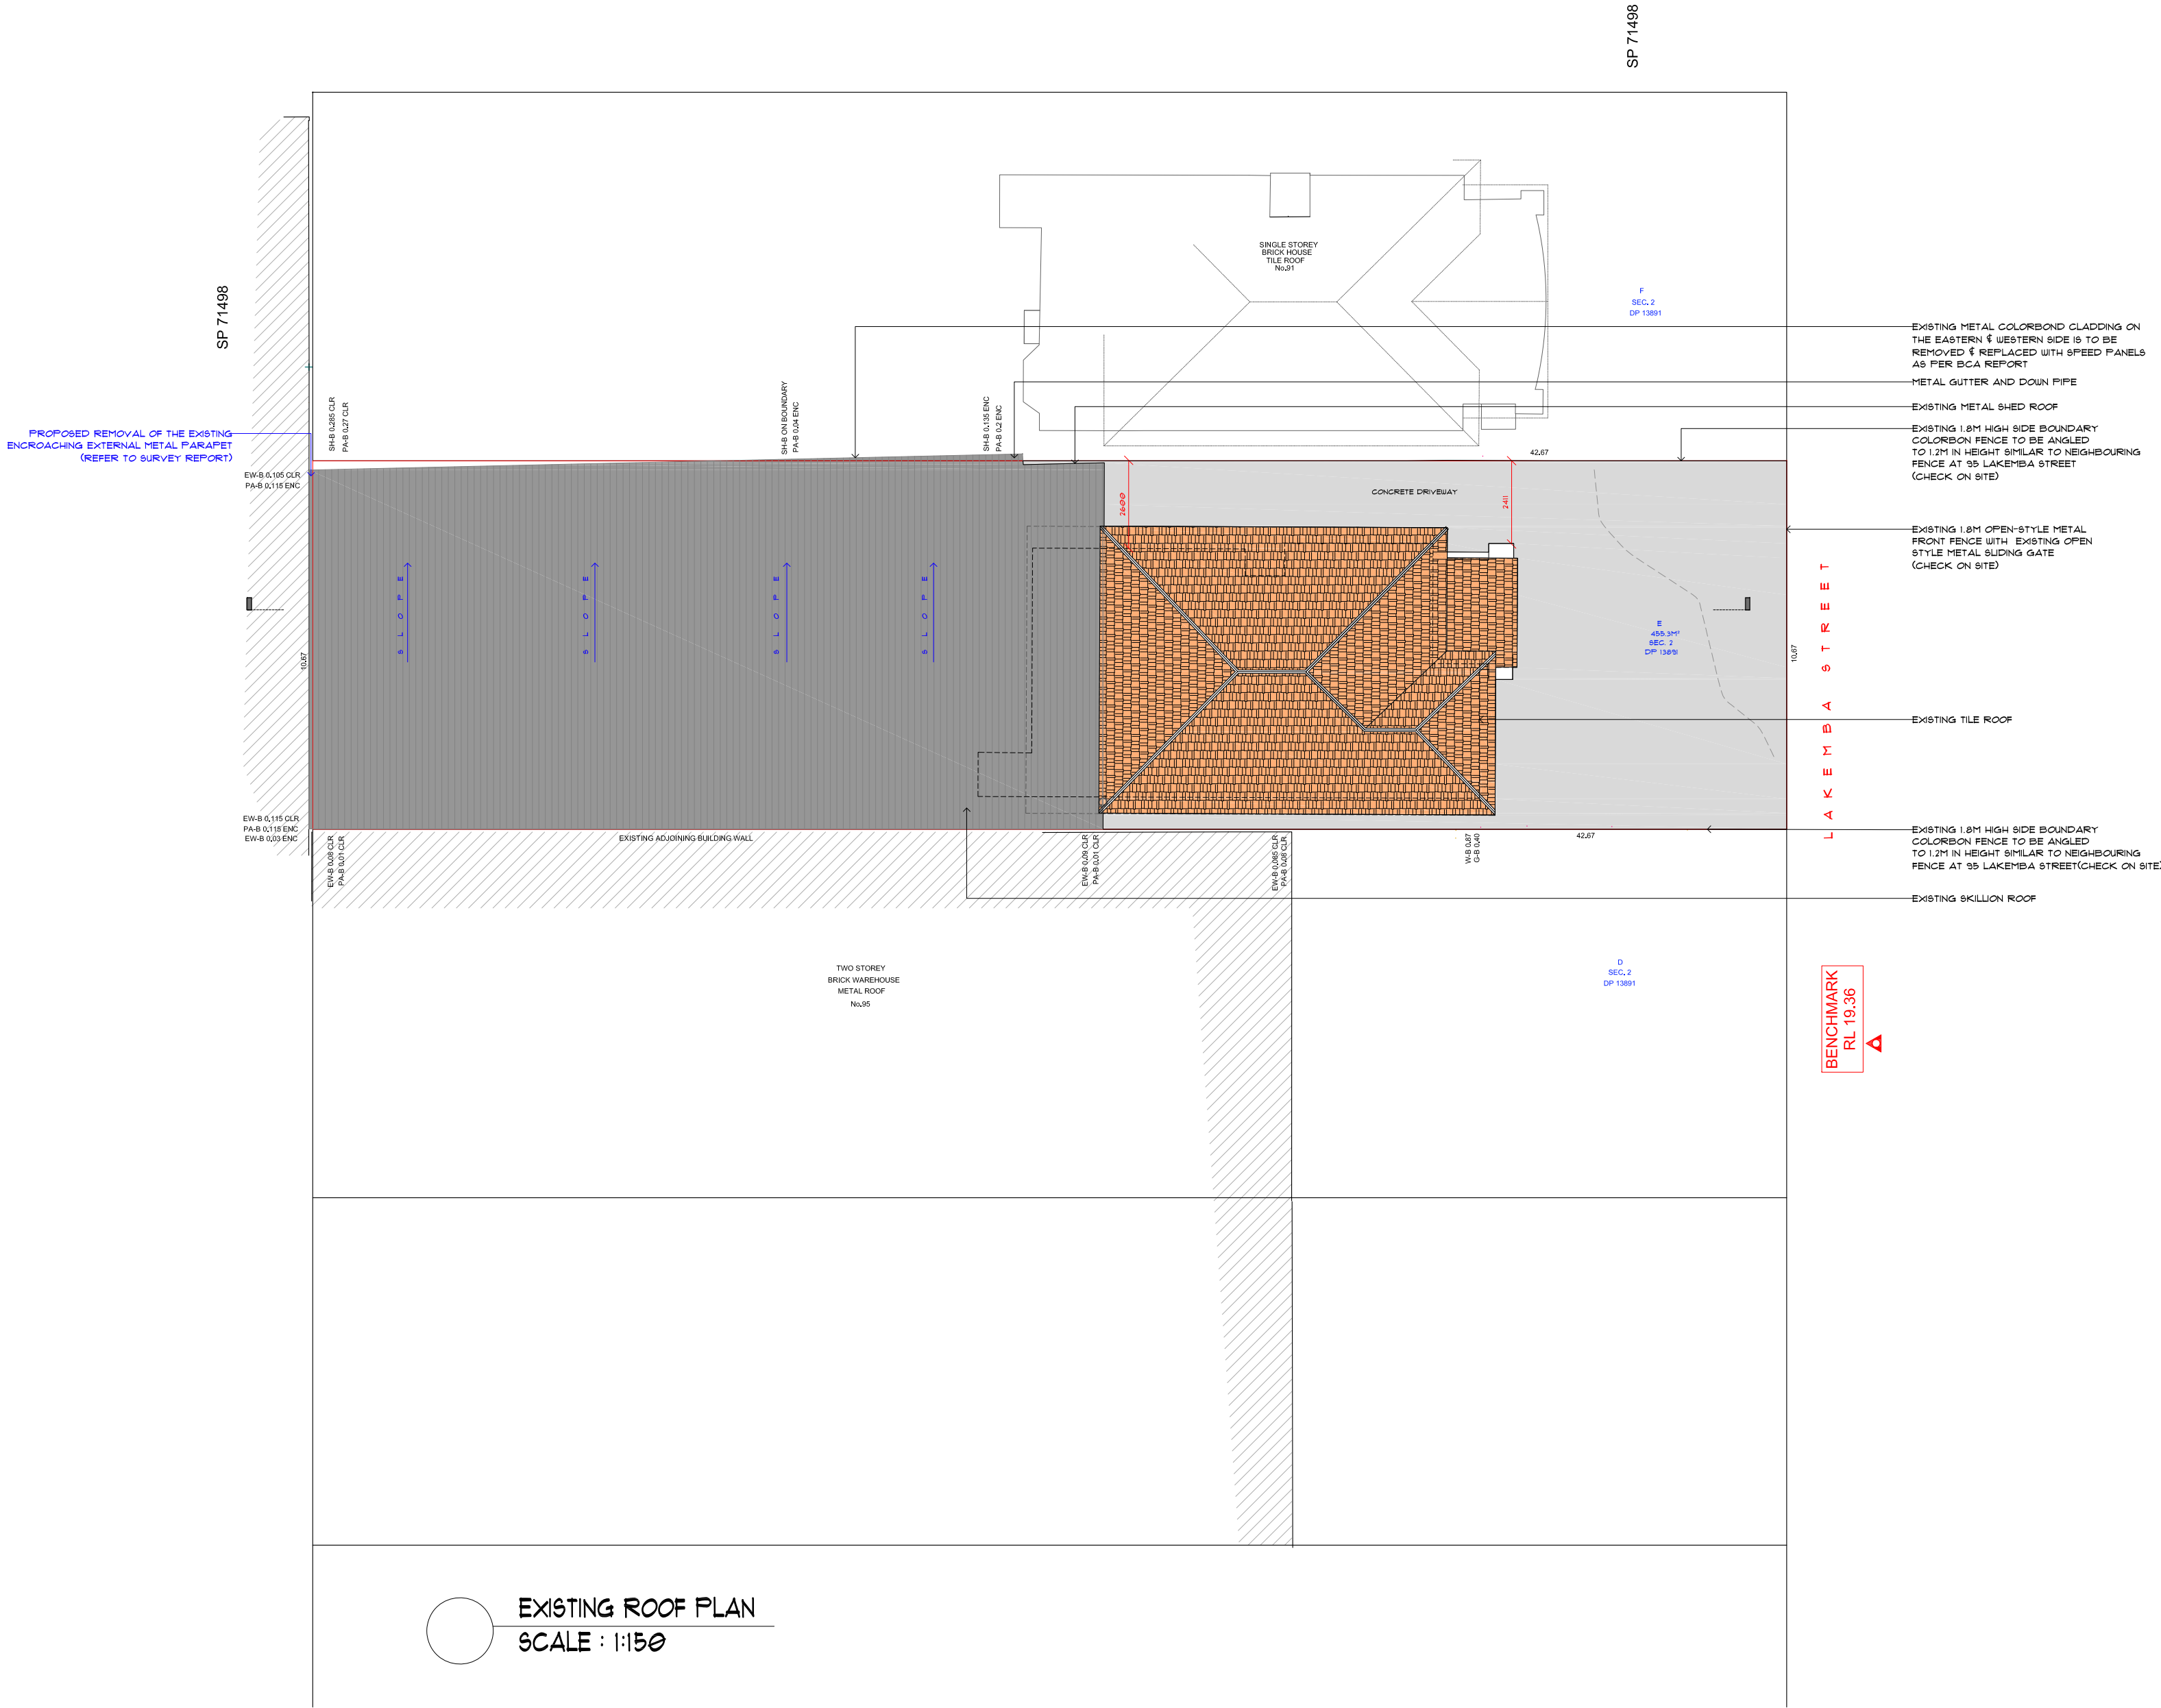 SP 71498
SINGLE STOREY
BRICK HOUSE
TILE ROOF
No.91
F
SEC. 2
DP 13891
SP 71498
EXISTING METAL COLORBOND CLADDING ON
THE EASTERN & WESTERN SIDE IS TO BE
REMOVED & REPLACED WITH SPEED PANELS
AS PER BCA REPORT
METAL GUTTER AND DOWN PIPE
EXISTING METAL SHED ROOF
EXISTING 1.8M HIGH SIDE BOUNDARY
COLORBON FENCE TO BE ANGLED
TO 1.2M IN HEIGHT SIMILAR TO NEIGHBOURING
FENCE AT 95 LAKEMBA STREET
(CHECK ON SITE)
PROPOSED REMOVAL OF THE EXISTING
ENCROACHING EXTERNAL METAL PARAPET
(REFER TO SURVEY REPORT)
SH-B 0.285 CLR
PA-B 0.27 CLR
SH-B ON BOUNDARY
PA-B 0.04 ENC
SH-B 0.135 ENC
PA-B 0.2 ENC
EW-B 0.105 CLR
PA-B 0.115 ENC
42.67
CONCRETE DRIVEWAY
2600
2411
EXISTING 1.8M OPEN-STYLE METAL
FRONT FENCE WITH EXISTING OPEN
STYLE METAL SLIDING GATE
(CHECK ON SITE)
SLOPE
SLOPE
SLOPE
SLOPE
10.67
E
455.3M²
SEC. 2
DP 13891
10.67
LAKEMBA STREET
EXISTING TILE ROOF
EW-B 0.115 CLR
PA-B 0.115 ENC
EW-B 0.03 ENC
EW-B 0.08 CLR
PA-B 0.01 CLR
EXISTING ADJOINING BUILDING WALL
EW-B 0.09 CLR
PA-B 0.01 CLR
EW-B 0.085 CLR
PA-B 0.08 CLR
W-B 0.87
G-B 0.40
42.67
EXISTING 1.8M HIGH SIDE BOUNDARY
COLORBON FENCE TO BE ANGLED
TO 1.2M IN HEIGHT SIMILAR TO NEIGHBOURING
FENCE AT 95 LAKEMBA STREET(CHECK ON SITE)
EXISTING SKILLION ROOF
TWO STOREY
BRICK WAREHOUSE
METAL ROOF
No.95
D
SEC. 2
DP 13891
BENCHMARK
RL 19.36
EXISTING ROOF PLAN
SCALE : 1:150